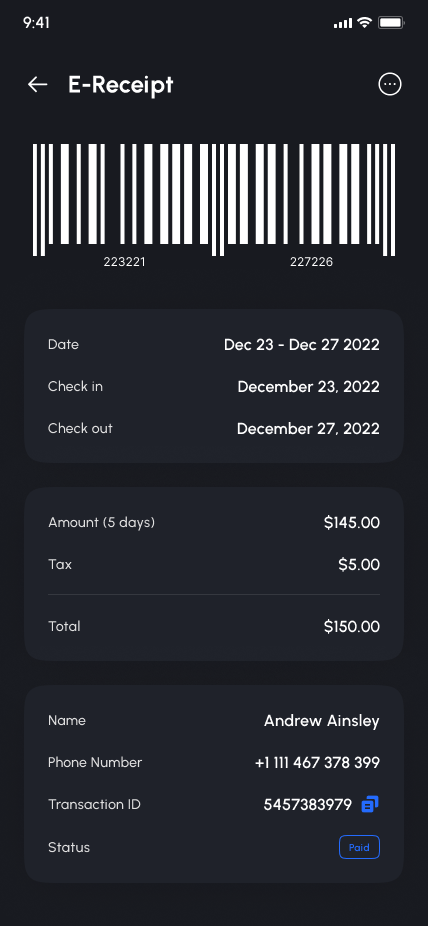 9:41
E-Receipt
223221 227226
Date Dec 23 - Dec 27 2022
Check in December 23, 2022
Check out December 27, 2022
Amount (5 days) $145.00
Tax $5.00
Total $150.00
Name Andrew Ainsley
Phone Number +1 111 467 378 399
Transaction ID 5457383979
Status Paid